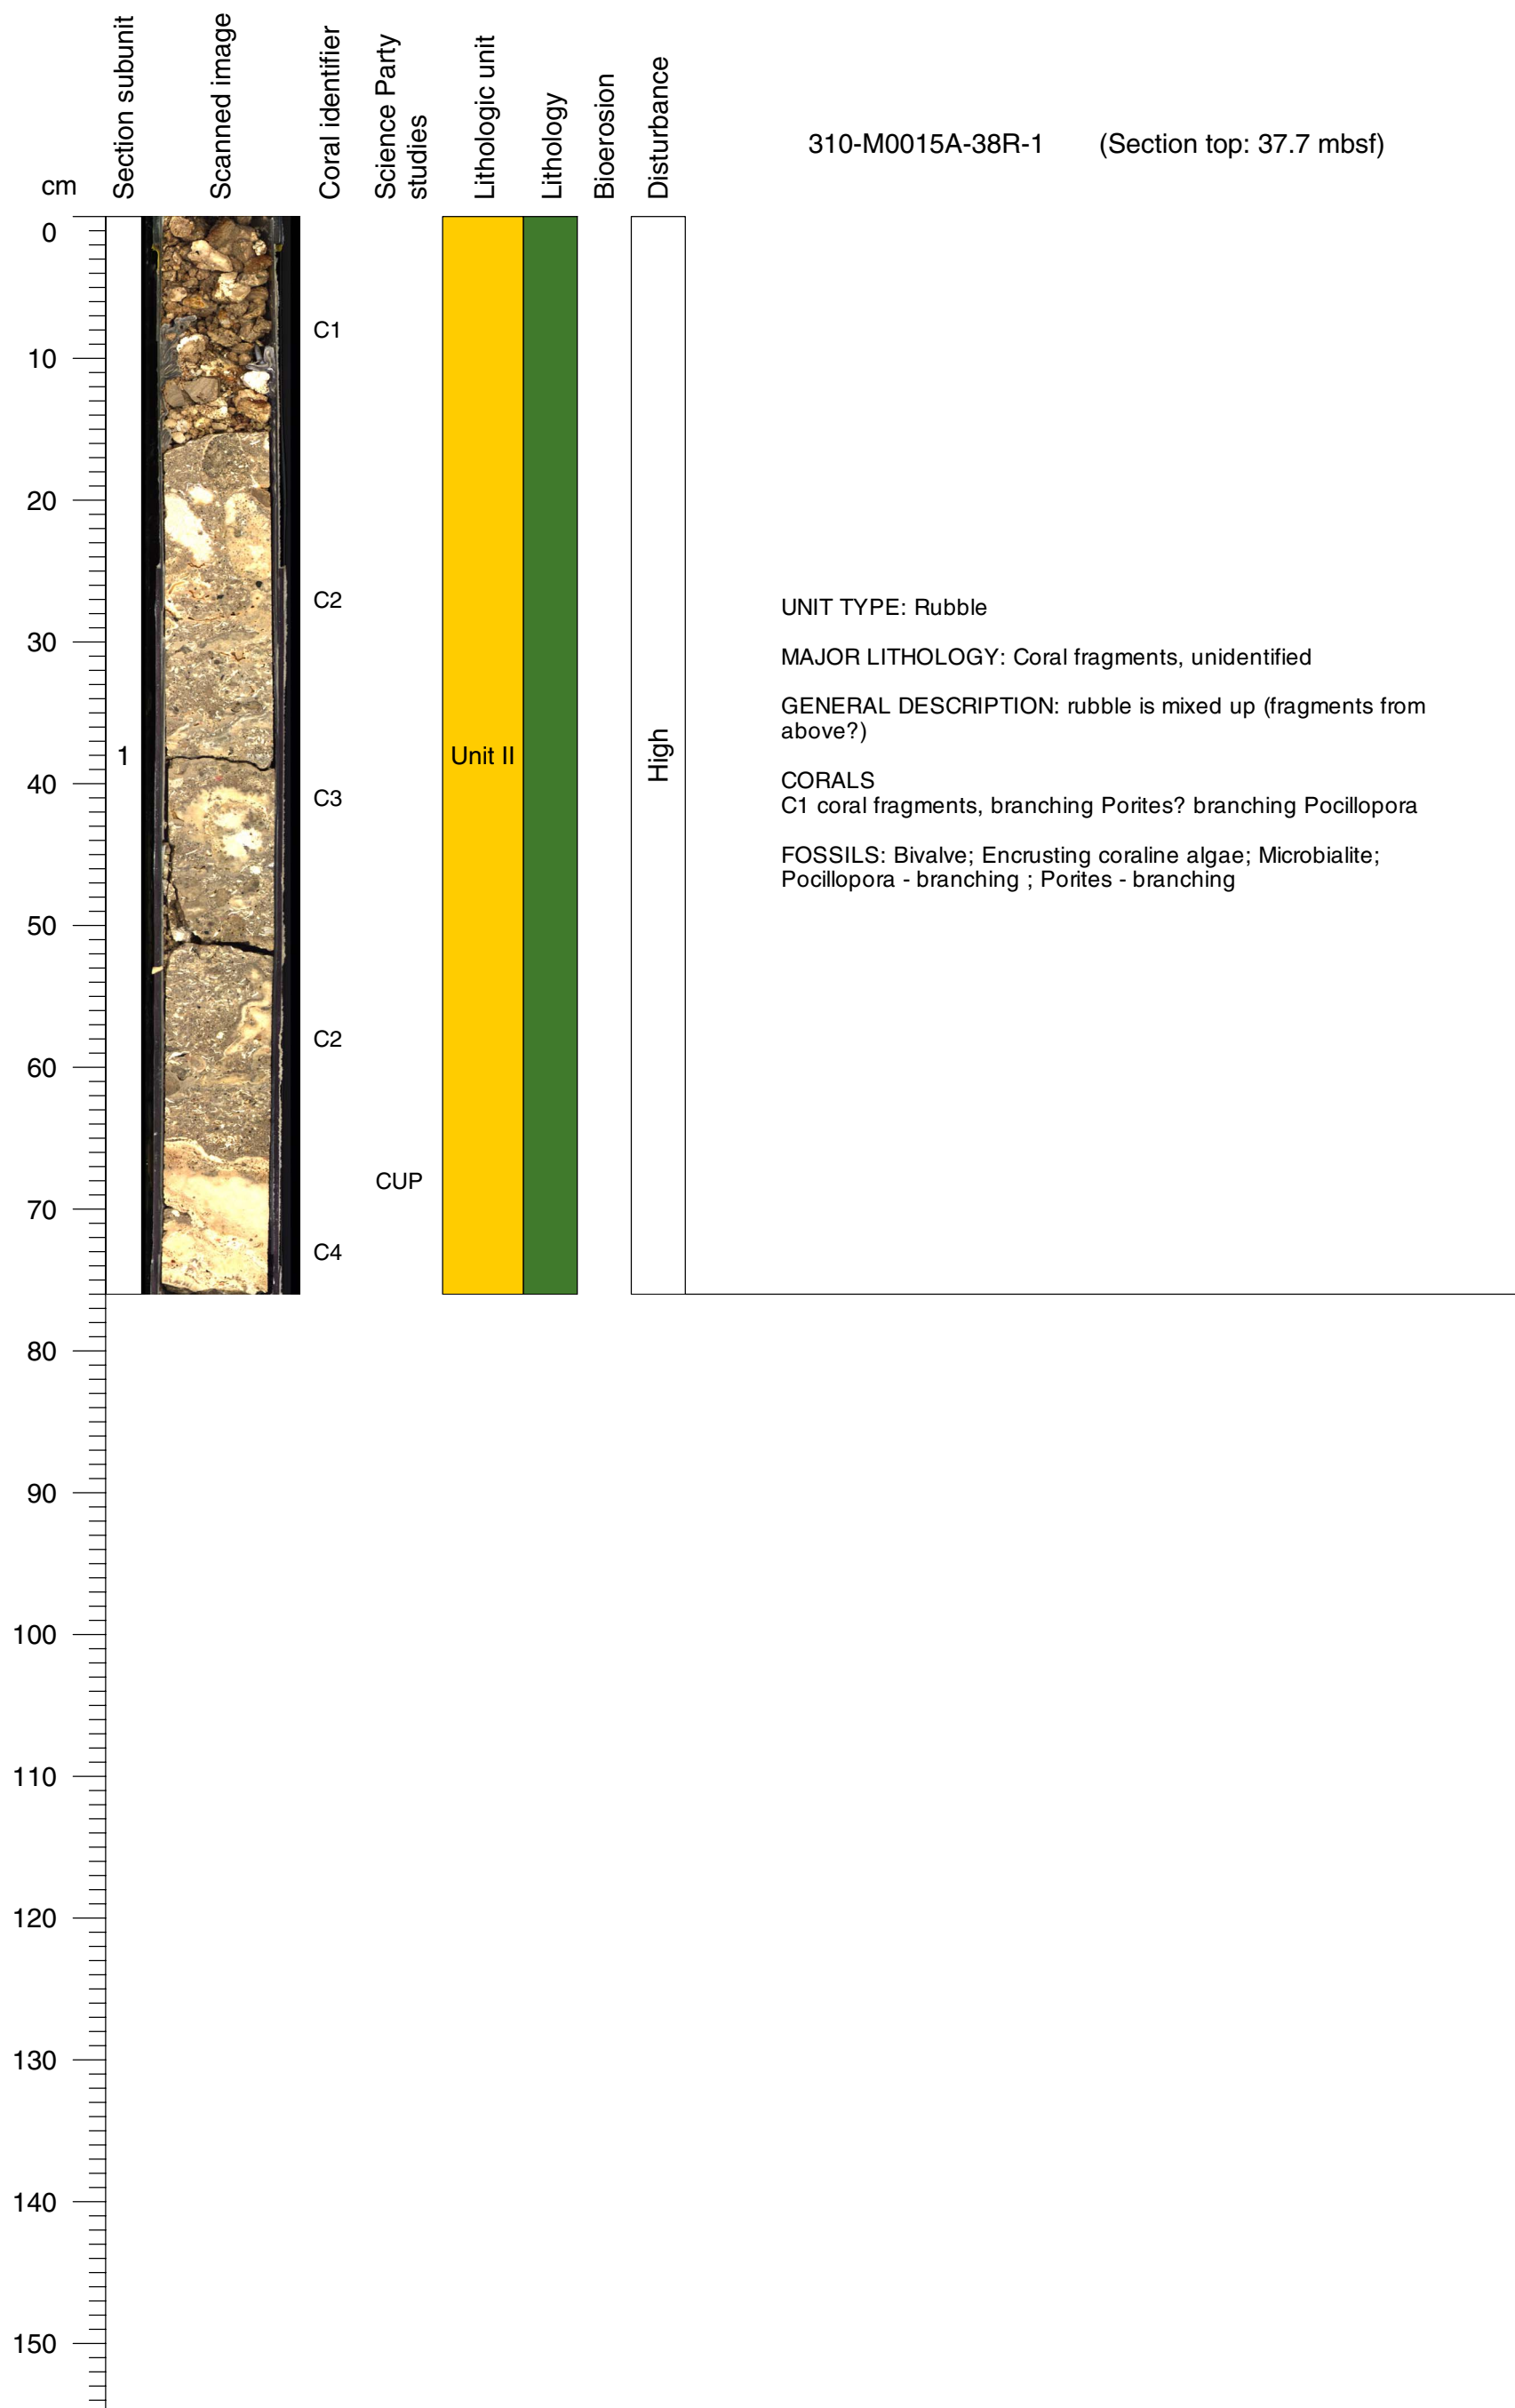 cm
Section subunit
Scanned image
Coral identifier
Science Party
studies
Lithologic unit
Lithology
Bioerosion
Disturbance
310-M0015A-38R-1 (Section top: 37.7 mbsf)
0
10
20
30
40
50
60
70
80
90
100
110
120
130
140
150
1
C1
C2
C3
C2
C4
CUP
Unit II
High
UNIT TYPE: Rubble
MAJOR LITHOLOGY: Coral fragments, unidentified
GENERAL DESCRIPTION: rubble is mixed up (fragments from
above?)
CORALS
C1 coral fragments, branching Porites? branching Pocillopora
FOSSILS: Bivalve; Encrusting coraline algae; Microbialite;
Pocillopora - branching ; Porites - branching